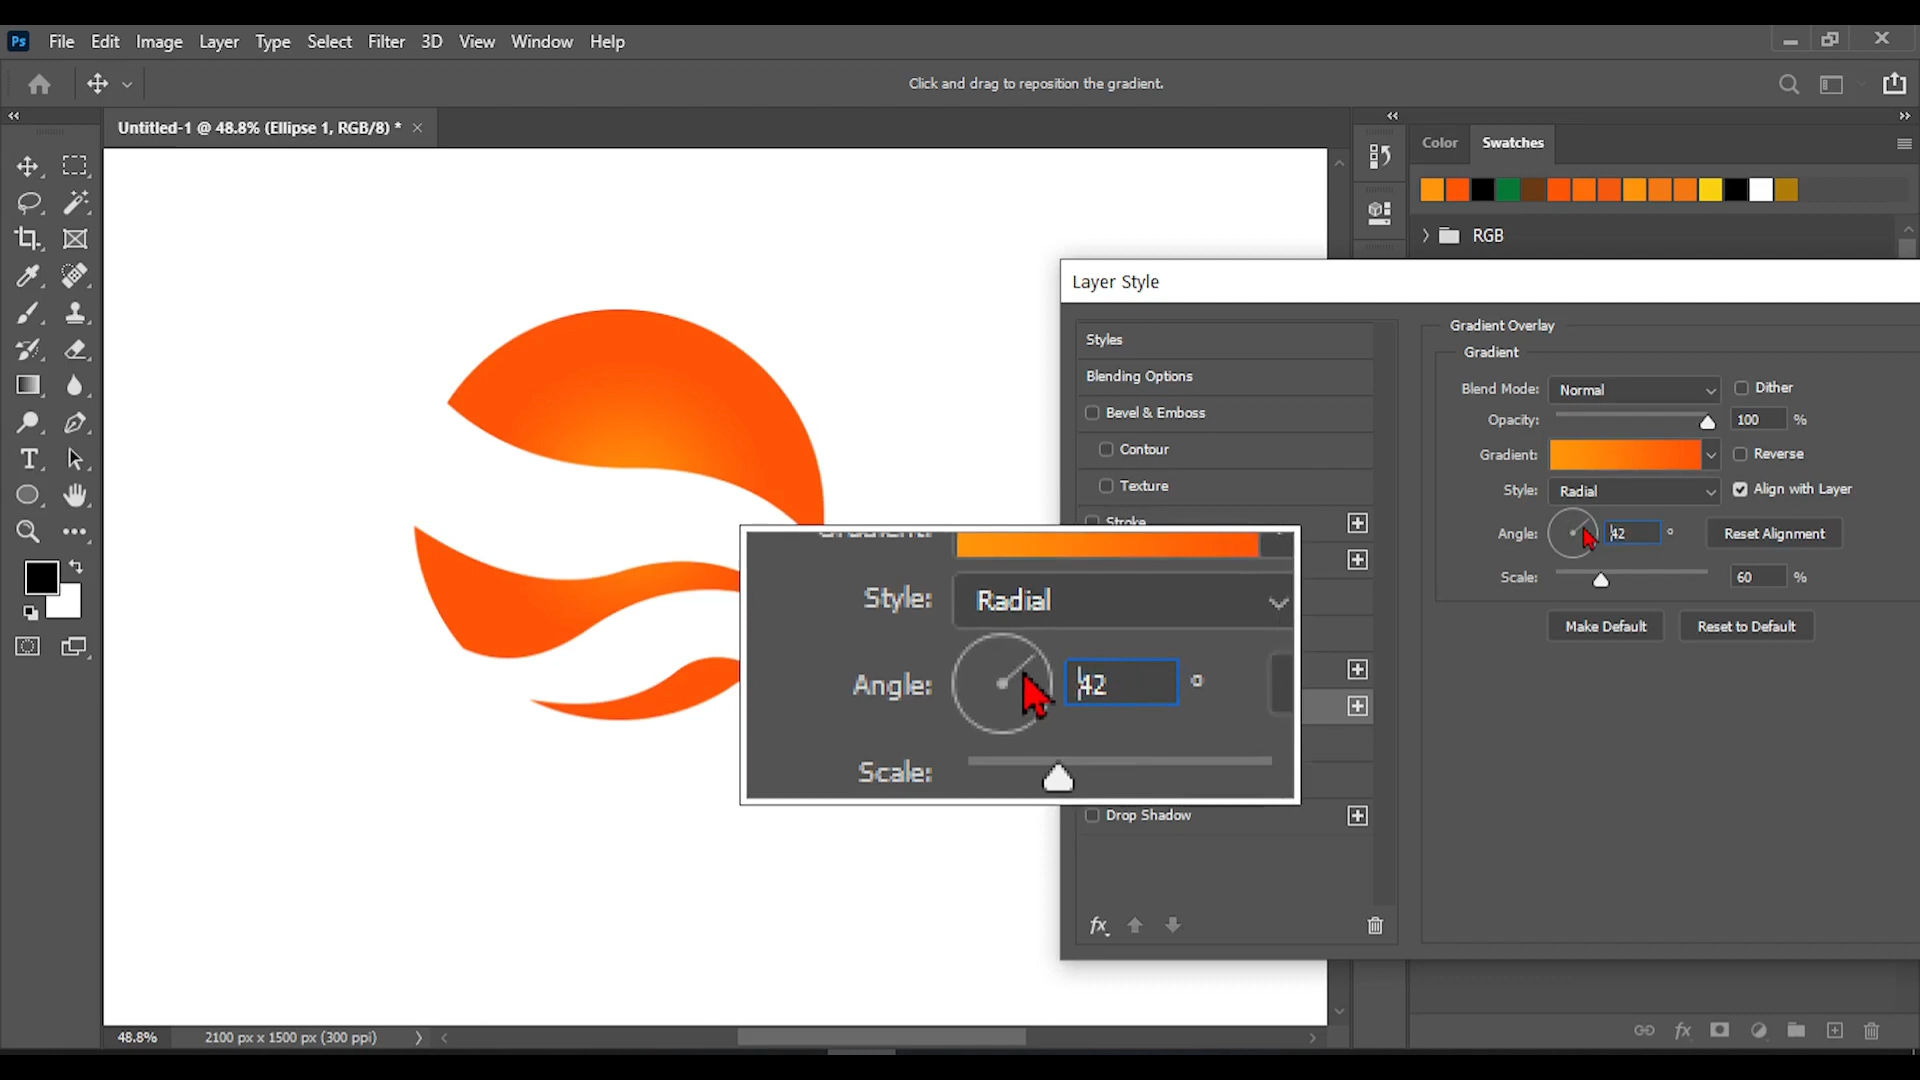 Ps File Edit Image Layer Type Select Filter 3D View Window Help
Click and drag to reposition the gradient.
Untitled-1 @ 48.8% (Ellipse 1, RGB/8) *
Color Swatches
RGB
Layer Style
Styles
Blending Options
Bevel & Emboss
Contour
Texture
Stroke
Drop Shadow
fx
Gradient Overlay
Gradient
Blend Mode: Normal Dither
Opacity: 100 %
Gradient: Reverse
Style: Radial Align with Layer
Angle: 42 ° Reset Alignment
Scale: 60 %
Make Default Reset to Default
Gradient:
Style: Radial
Angle: 42 °
Scale:
48.8% 2100 px x 1500 px (300 ppi)
fx